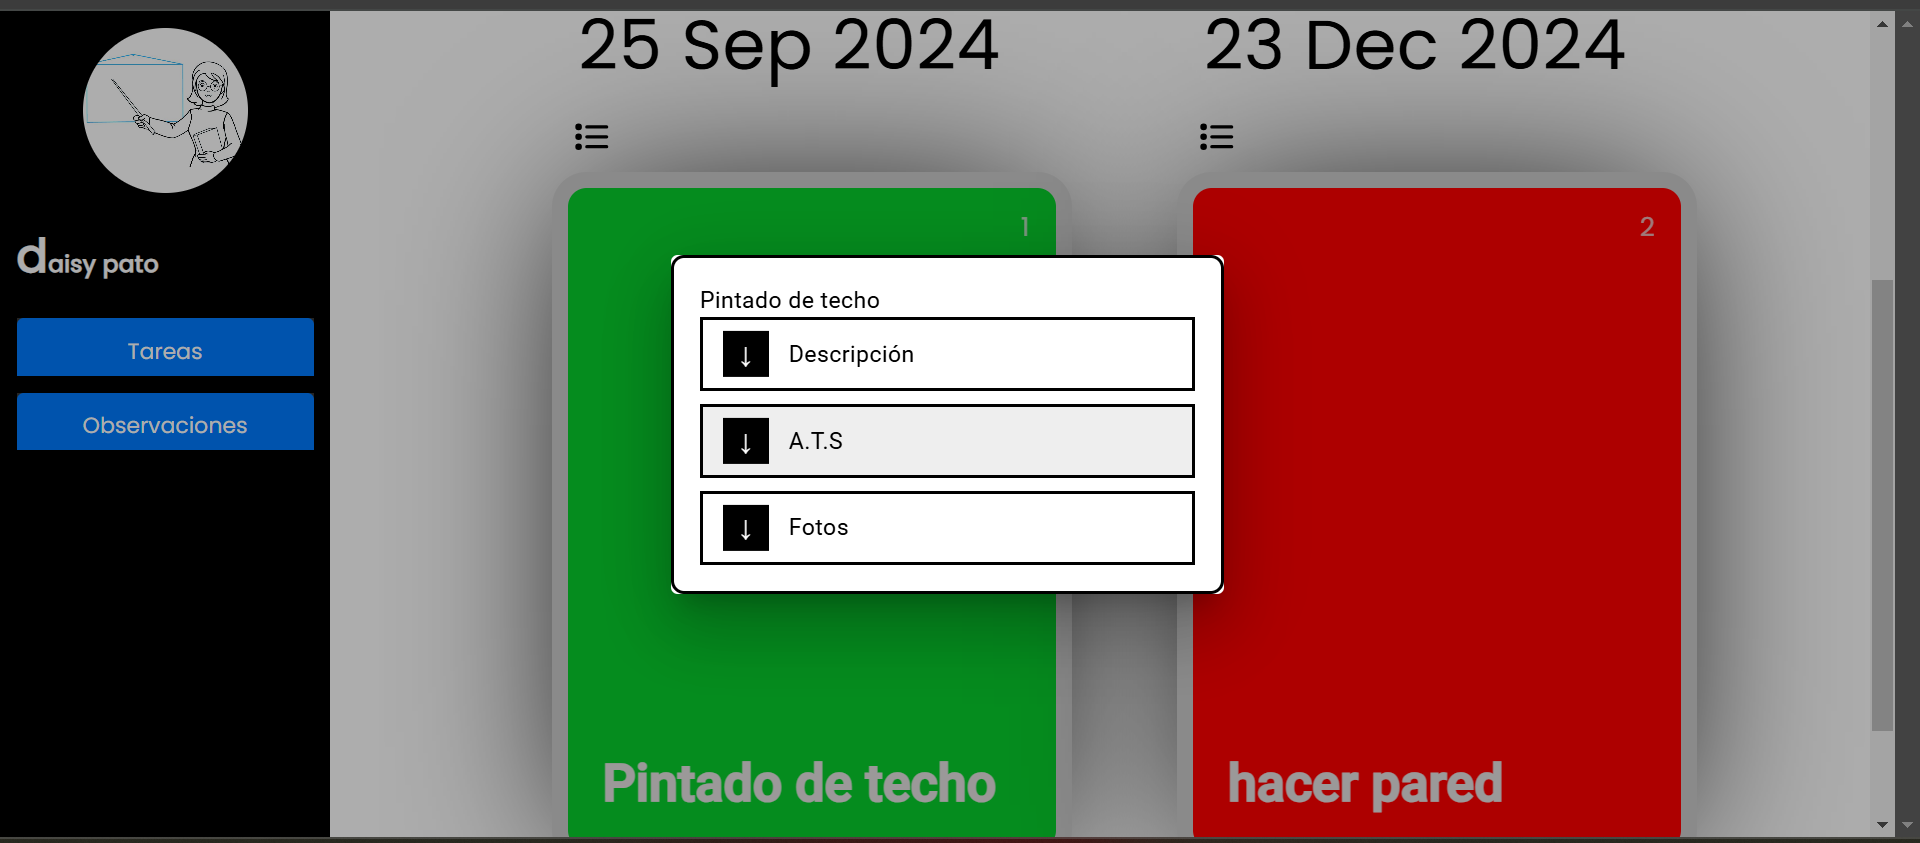 daisy pato
Tareas
Observaciones
25 Sep 2024
23 Dec 2024
1
2
Pintado de techo
↓ Descripción
↓ A.T.S
↓ Fotos
Pintado de techo
hacer pared